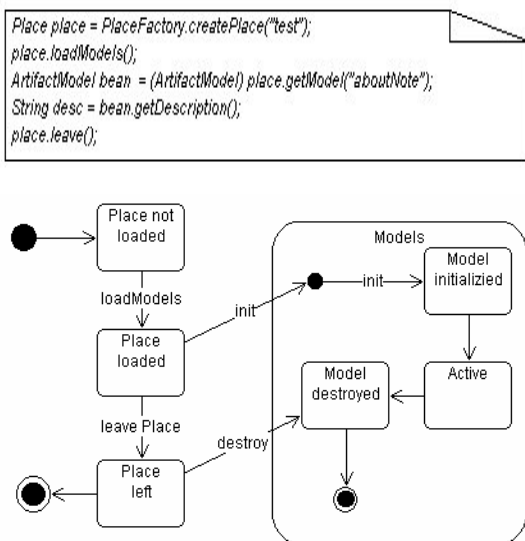 Place place = PlaceFactory.createPlace("test");
place.loadModels();
ArtifactModel bean = (ArtifactModel) place.getModel("aboutNote");
String desc = bean.getDescription();
place.leave();
Place not
loaded
loadModels
Place
loaded
leave Place
Place
left
init
destroy
Models
init
Model
initializied
Model
destroyed
Active